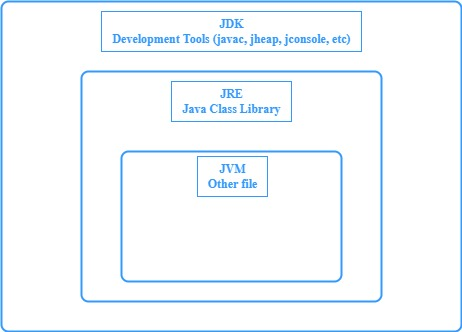 JDK
Development Tools (javac, jheap, jconsole, etc)
JRE
Java Class Library
JVM
Other file